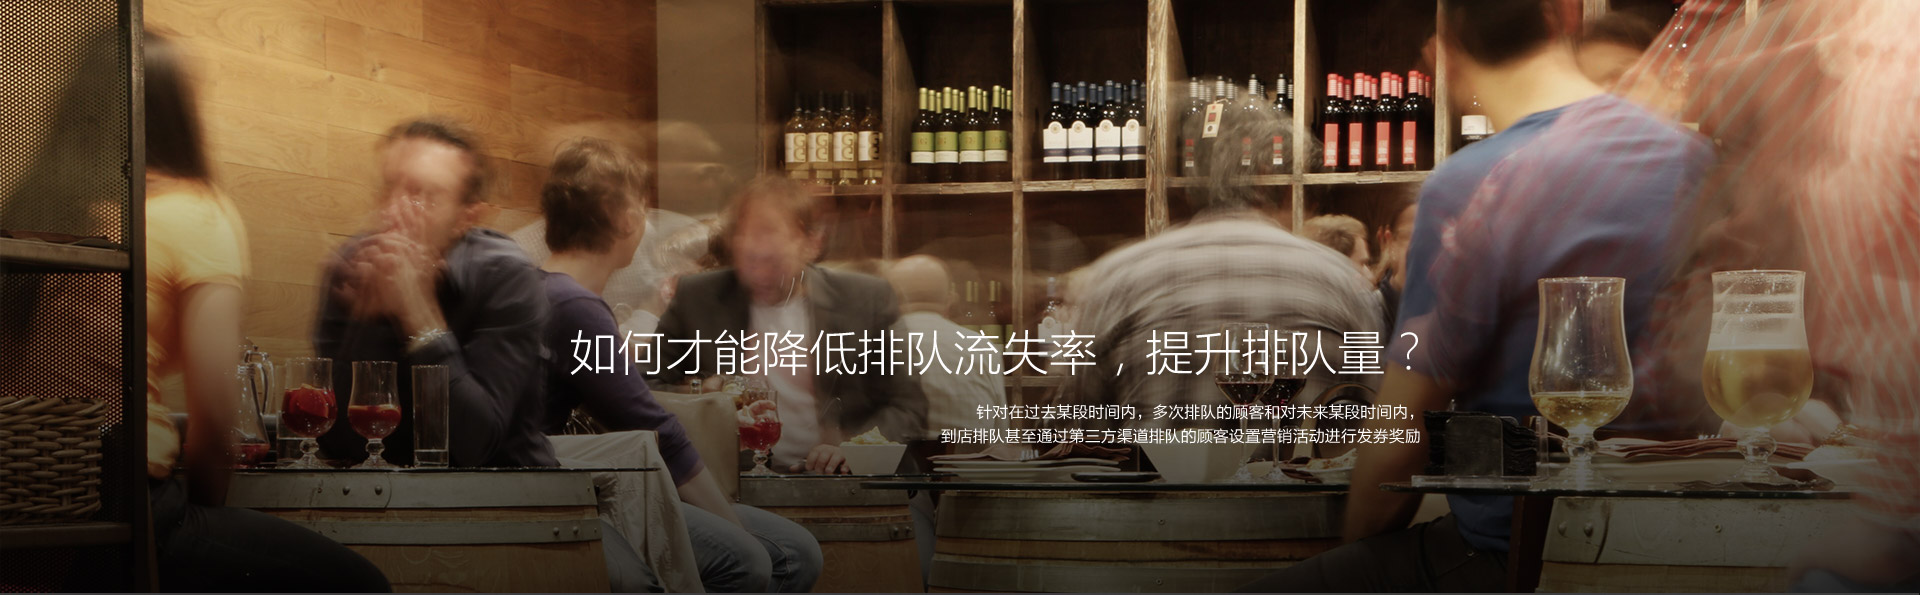 如何才能降低排队流失率，提升排队量？
针对在过去某段时间内，多次排队的顾客和对未来某段时间内，
到店排队甚至通过第三方渠道排队的顾客设置营销活动进行发券奖励